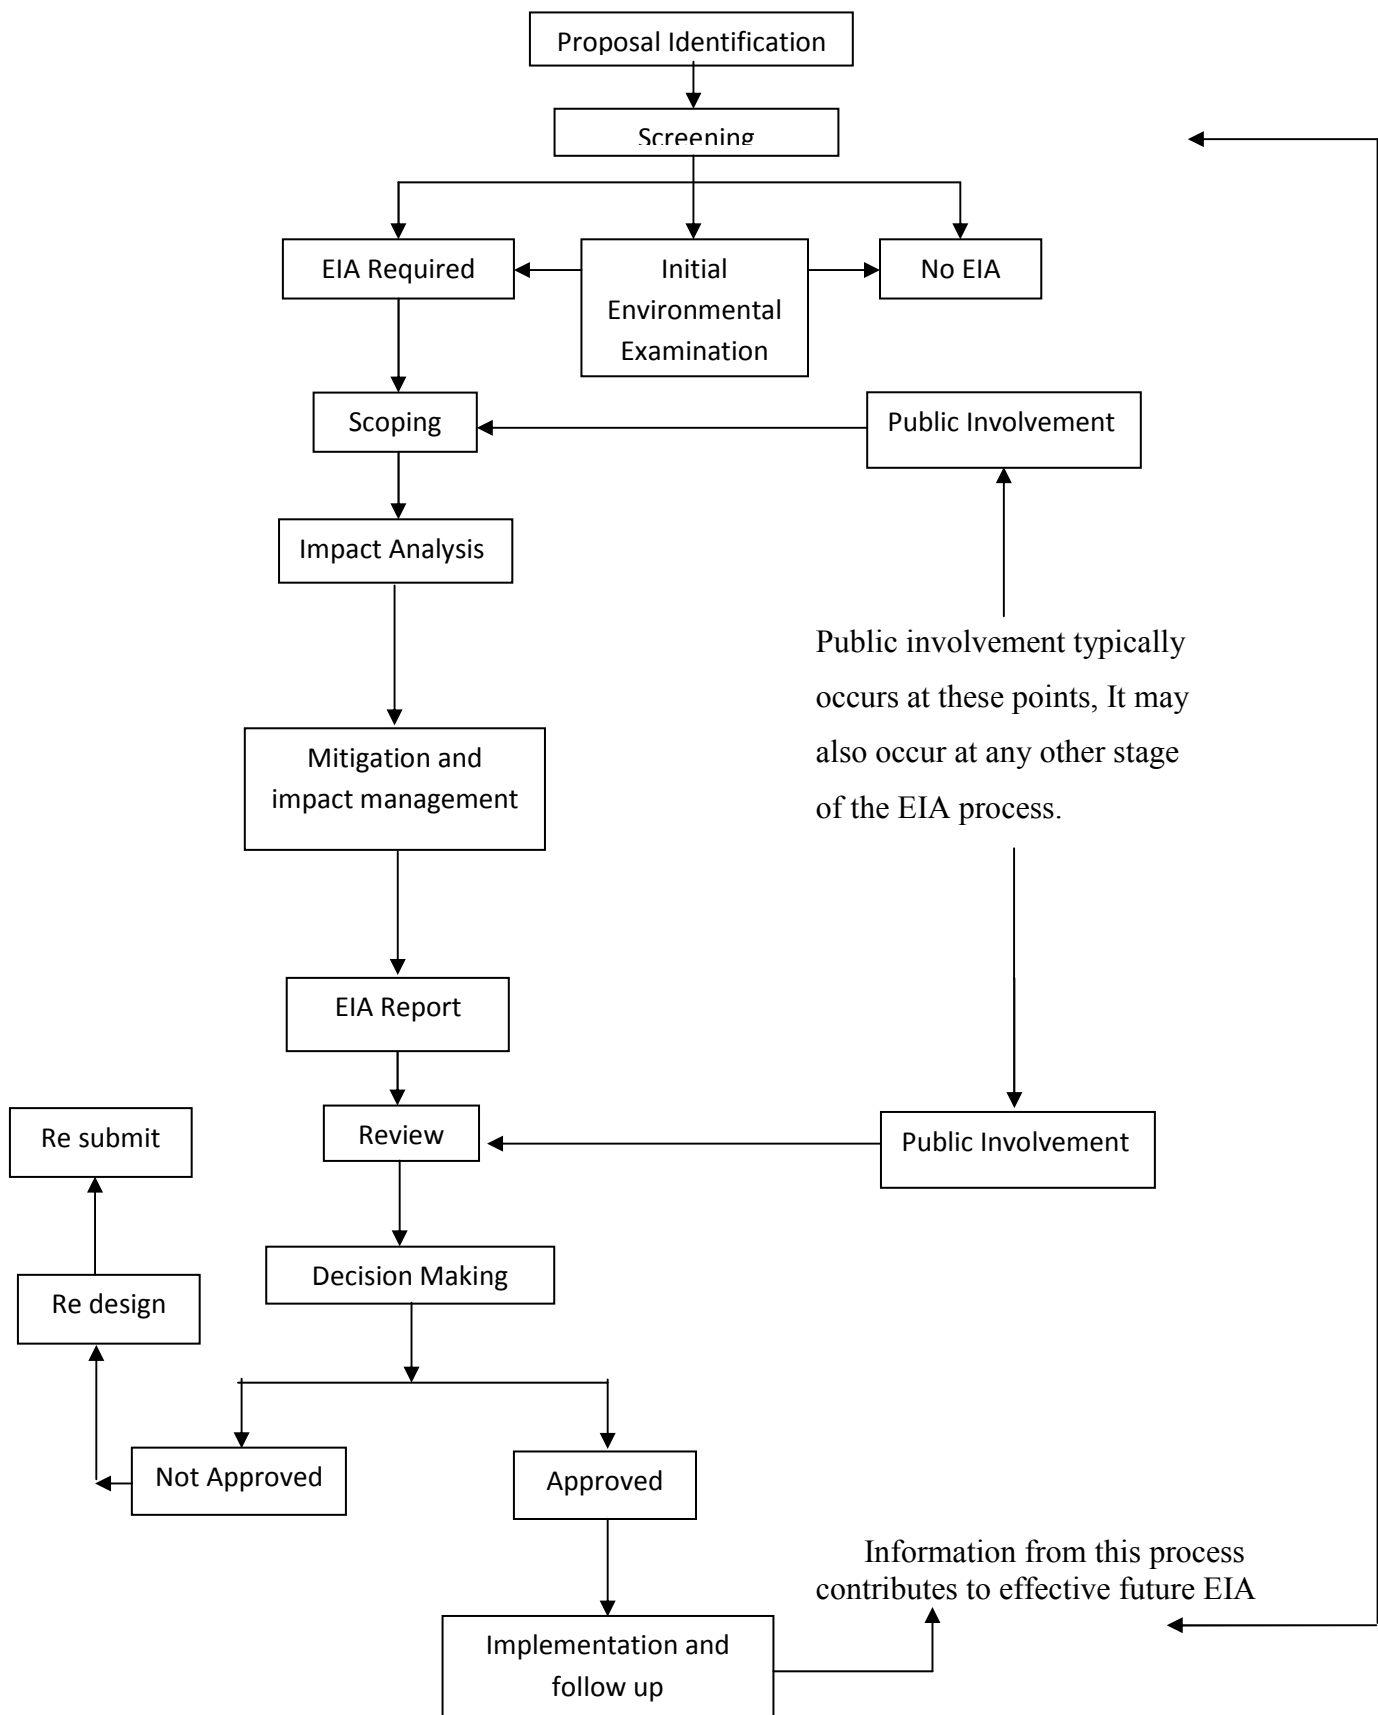 Proposal Identification
Screening
EIA Required
Initial
Environmental
Examination
No EIA
Scoping
Public Involvement
Impact Analysis
Public involvement typically
occurs at these points, It may
also occur at any other stage
of the EIA process.
Mitigation and
impact management
EIA Report
Re submit
Review
Public Involvement
Re design
Decision Making
Not Approved
Approved
Information from this process
contributes to effective future EIA
Implementation and
follow up